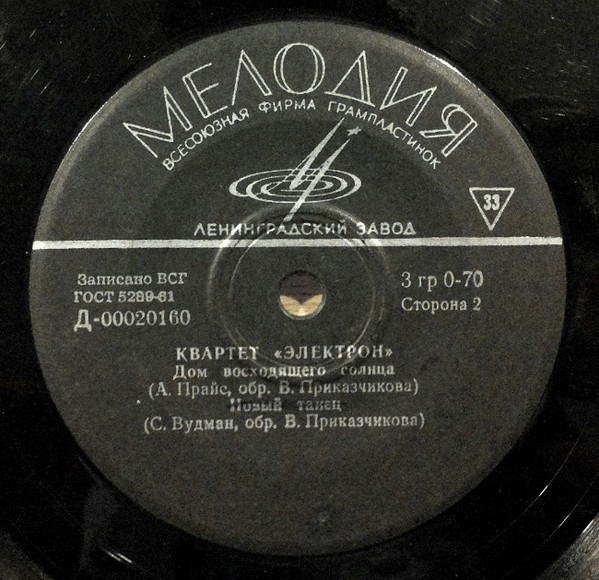 МЕЛОДИЯ
ВСЕСОЮЗНАЯ ФИРМА ГРАМПЛАСТИНОК
33
ЛЕНИНГРАДСКИЙ ЗАВОД
Записано ВСГ
ГОСТ 5289-61
Д-00020160
3 гр 0-70
Сторона 2
КВАРТЕТ «ЭЛЕКТРОН»
Дом восходящего солнца
(А. Прайс, обр. В. Приказчикова)
Новый танец
(С. Вудман, обр. В. Приказчикова)